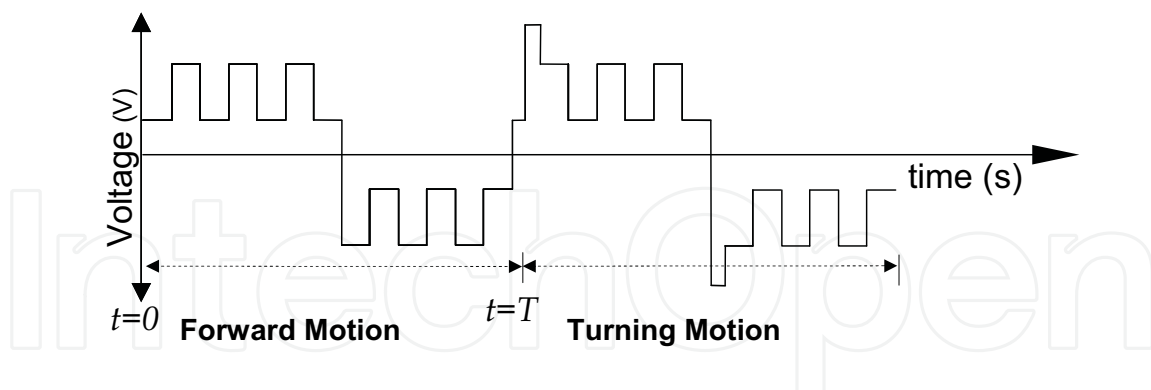 Voltage (V)
time (s)
t=0
Forward Motion
t=T
Turning Motion
IntechOpen